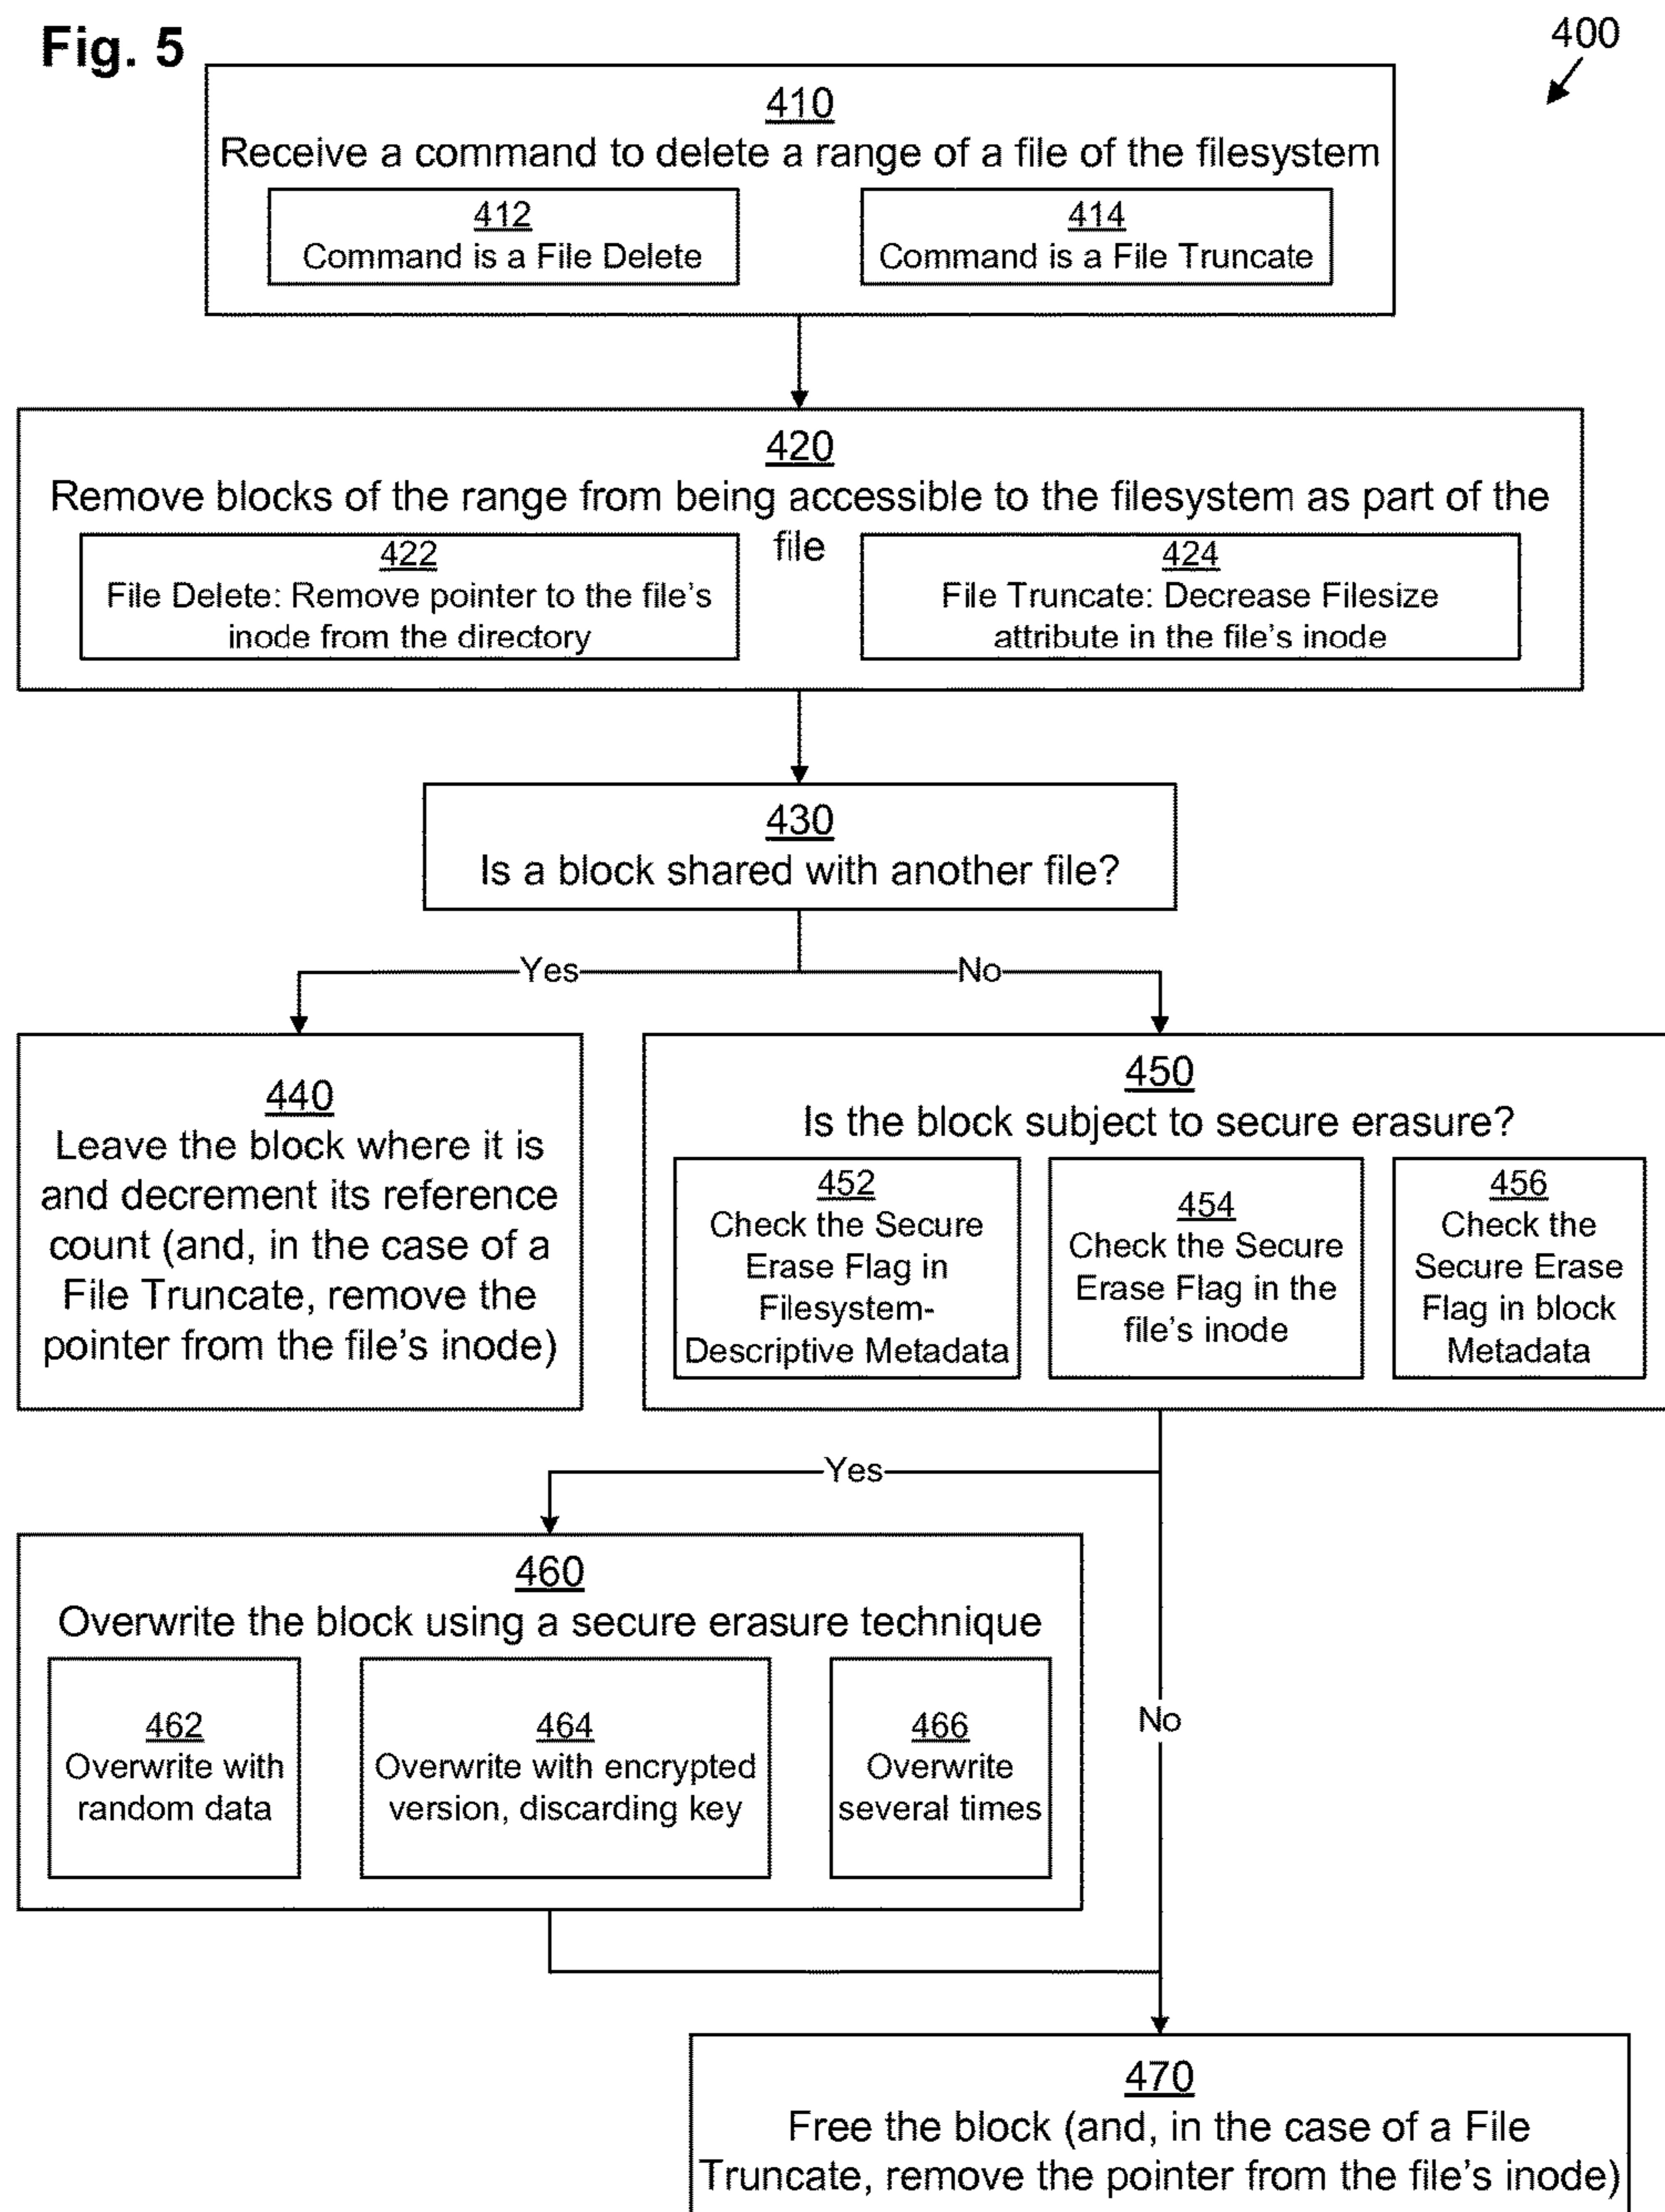 Fig. 5
400
410
Receive a command to delete a range of a file of the filesystem
412
Command is a File Delete
414
Command is a File Truncate
420
Remove blocks of the range from being accessible to the filesystem as part of the
file
422
File Delete: Remove pointer to the file's
inode from the directory
424
File Truncate: Decrease Filesize
attribute in the file's inode
430
Is a block shared with another file?
Yes
No
440
Leave the block where it is
and decrement its reference
count (and, in the case of a
File Truncate, remove the
pointer from the file's inode)
450
Is the block subject to secure erasure?
452
Check the Secure
Erase Flag in
Filesystem-
Descriptive Metadata
454
Check the Secure
Erase Flag in the
file's inode
456
Check the
Secure Erase
Flag in block
Metadata
Yes
460
Overwrite the block using a secure erasure technique
462
Overwrite with
random data
464
Overwrite with encrypted
version, discarding key
466
Overwrite
several times
No
470
Free the block (and, in the case of a File
Truncate, remove the pointer from the file's inode)